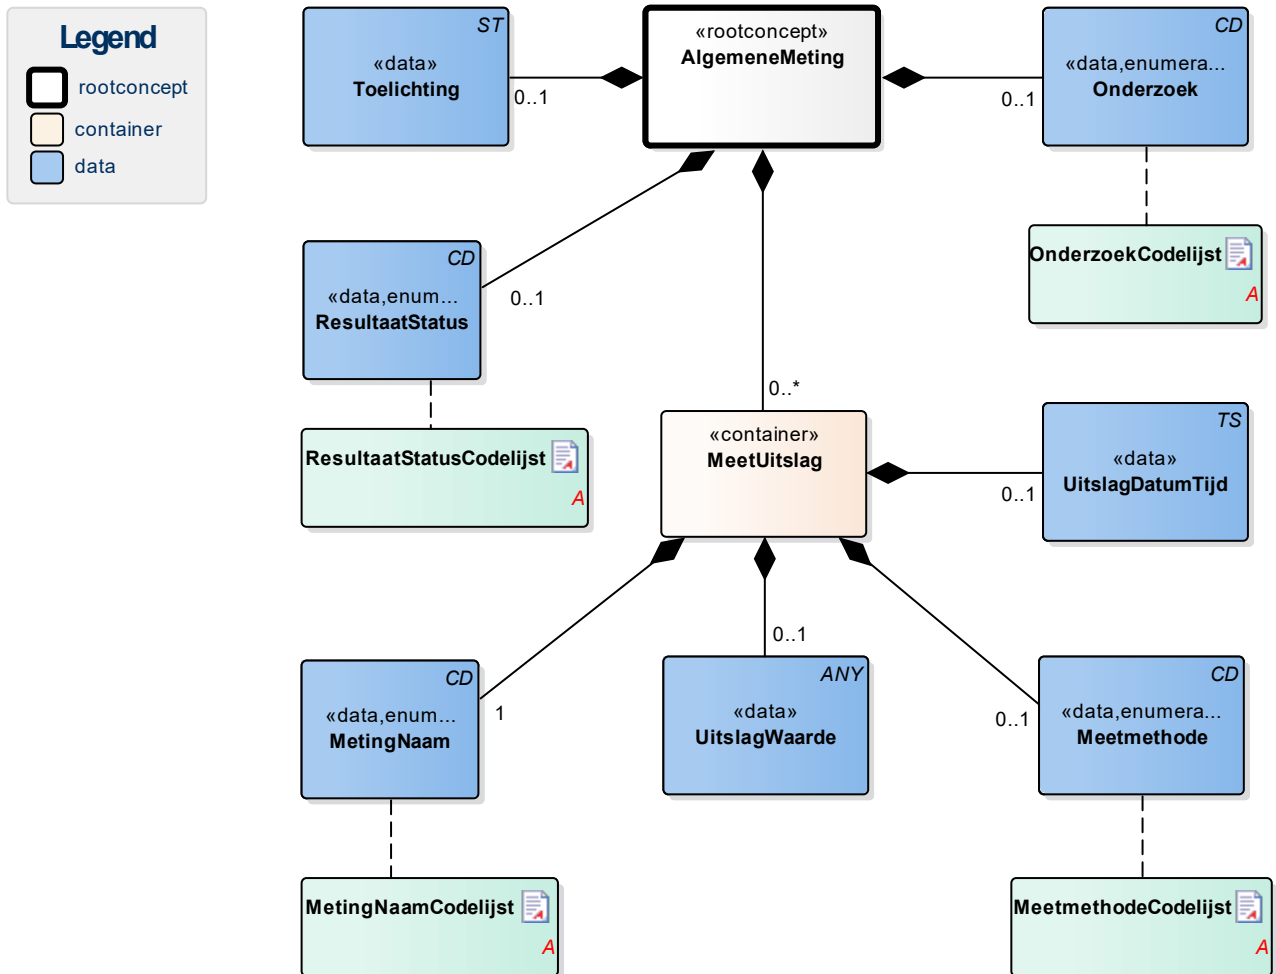 Legend
rootconcept
container
data
ST
«data»
Toelichting
0..1
«rootconcept»
AlgemeneMeting
CD
«data,enumera...
Onderzoek
0..1
OnderzoekCodelijst
A
CD
«data,enum...
ResultaatStatus
0..1
ResultaatStatusCodelijst
A
0..*
«container»
MeetUitslag
TS
«data»
UitslagDatumTijd
0..1
CD
«data,enum...
MetingNaam
1
MetingNaamCodelijst
A
0..1
ANY
«data»
UitslagWaarde
CD
«data,enumera...
Meetmethode
0..1
MeetmethodeCodelijst
A